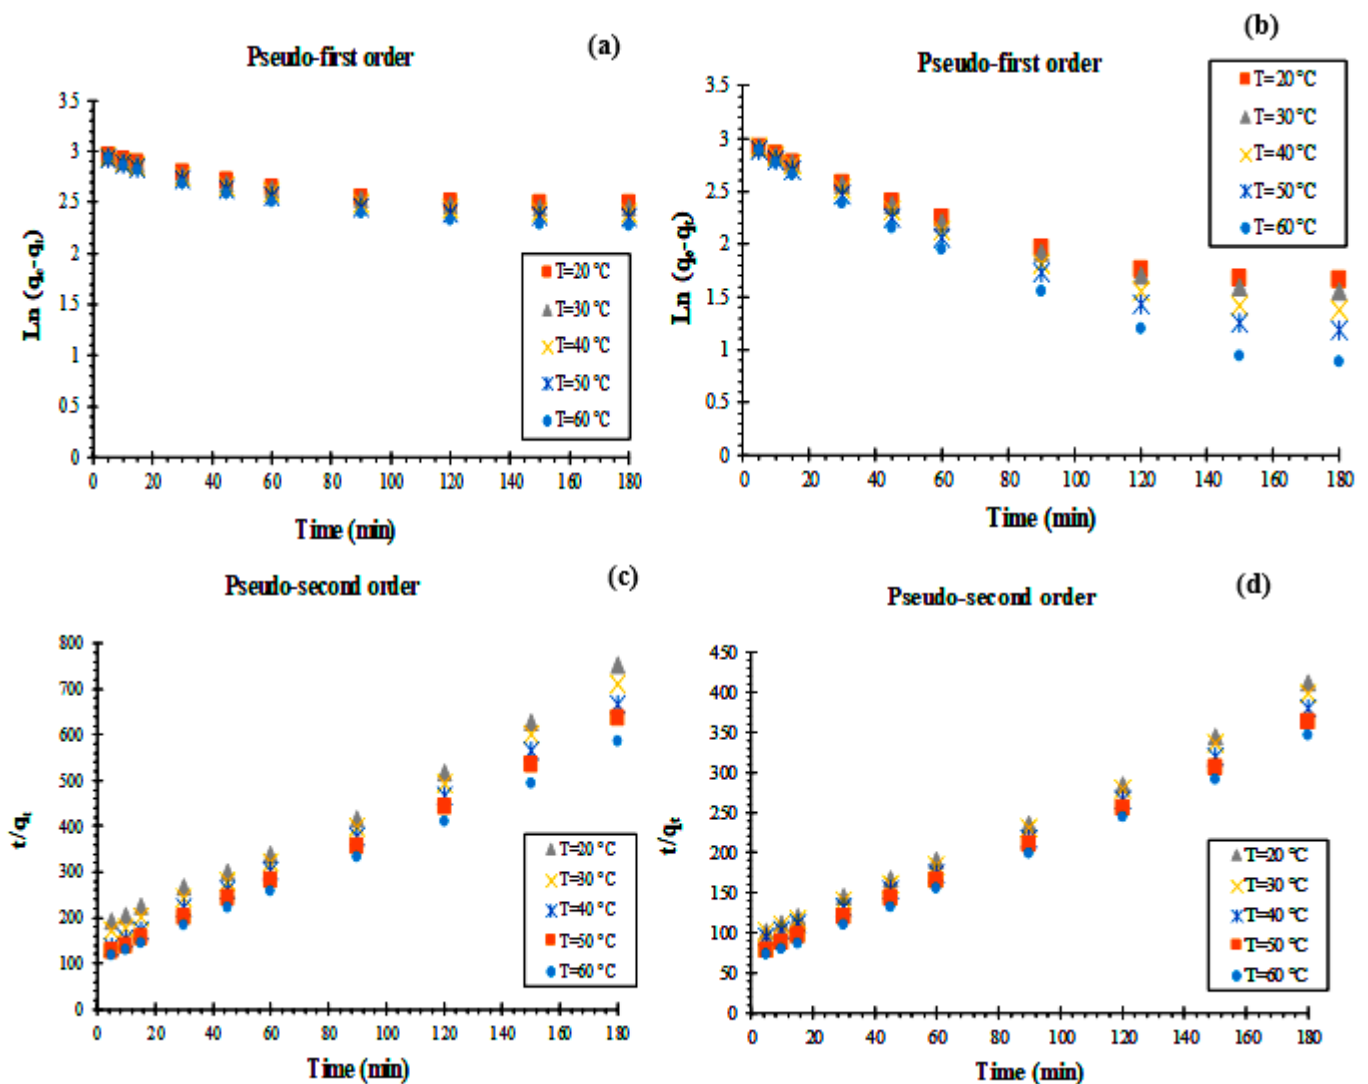 (a)
Pseudo-first order
3.5
3
2.5
2
1.5
1
0.5
0
Ln (qe-qt)
0 20 40 60 80 100 120 140 160 180
Time (min)
T=20 °C
T=30 °C
T=40 °C
T=50 °C
T=60 °C
(b)
Pseudo-first order
3.5
3
2.5
2
1.5
1
0.5
0
Ln (qe-qt)
0 20 40 60 80 100 120 140 160 180
Time (min)
T=20 °C
T=30 °C
T=40 °C
T=50 °C
T=60 °C
(c)
Pseudo-second order
800
700
600
500
400
300
200
100
0
t/qt
0 20 40 60 80 100 120 140 160 180
Time (min)
T=20 °C
T=30 °C
T=40 °C
T=50 °C
T=60 °C
(d)
Pseudo-second order
450
400
350
300
250
200
150
100
50
0
t/qt
0 20 40 60 80 100 120 140 160 180
Time (min)
T=20 °C
T=30 °C
T=40 °C
T=50 °C
T=60 °C